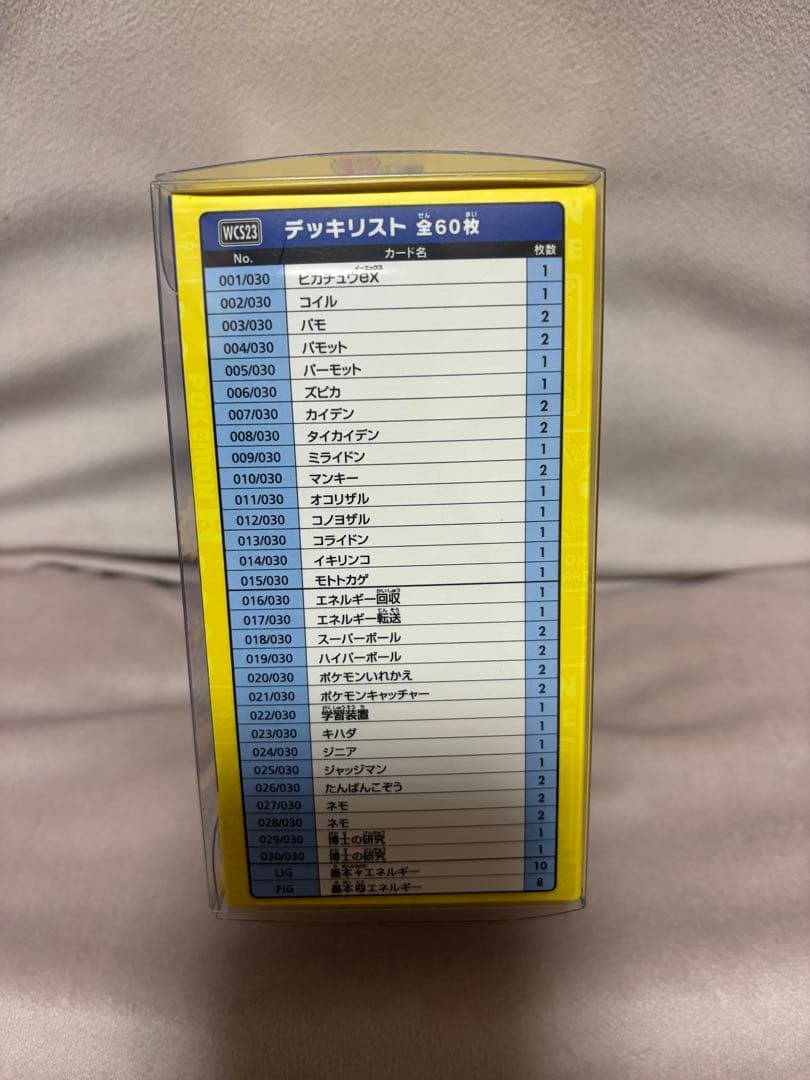 WCS23 デッキリスト 全60枚
No. カード名 枚数
001/030 ピカチュウex 1
002/030 コイル 1
003/030 パモ 2
004/030 パモット 2
005/030 パーモット 1
006/030 ズピカ 1
007/030 カイデン 2
008/030 タイカイデン 2
009/030 ミライドン 1
010/030 マンキー 2
011/030 オコリザル 1
012/030 コノヨザル 1
013/030 コライドン 1
014/030 イキリンコ 1
015/030 モトトカゲ 1
016/030 エネルギー回収 1
017/030 エネルギー転送 1
018/030 スーパーボール 2
019/030 ハイパーボール 2
020/030 ポケモンいれかえ 2
021/030 ポケモンキャッチャー 2
022/030 学習装置 1
023/030 キハダ 1
024/030 ジニア 1
025/030 ジャッジマン 1
026/030 たんぱんこぞう 2
027/030 ネモ 2
028/030 ネモ 2
029/030 博士の研究 1
030/030 博士の研究 1
LIG 基本エネルギー 10
FIG 基本エネルギー 8
POKÉMON